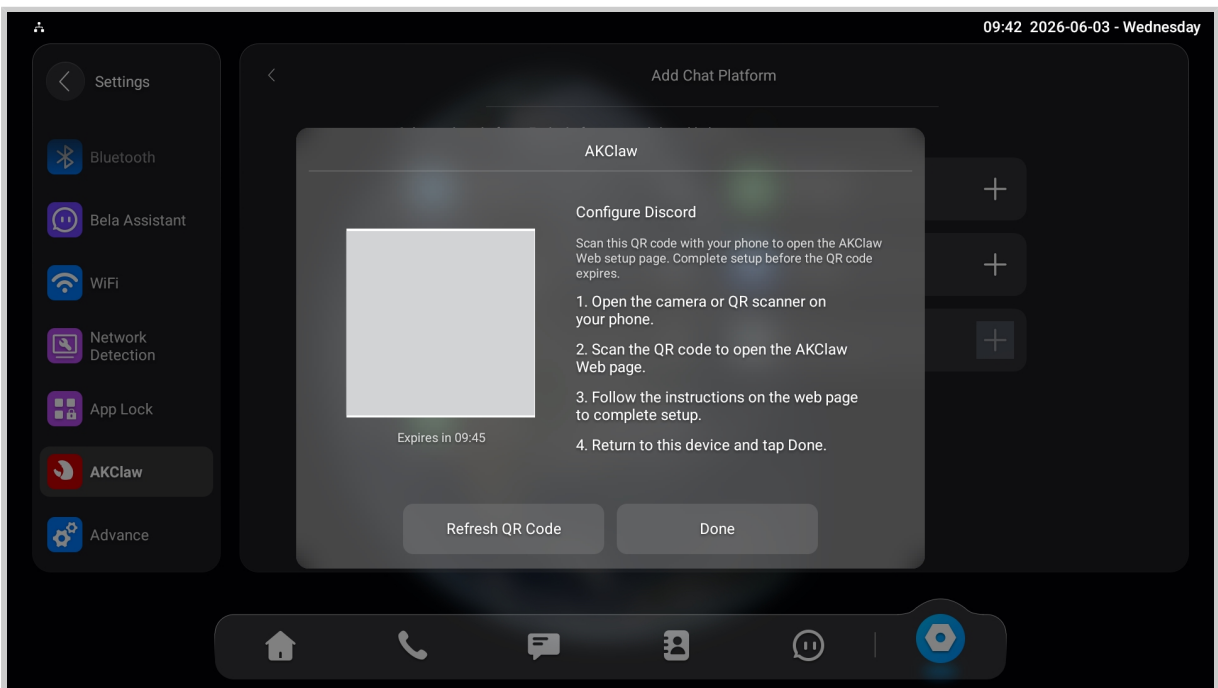 09:42 2026-06-03 - Wednesday
Settings
Bluetooth
Bela Assistant
WiFi
Network
Detection
App Lock
AKClaw
Advance
Add Chat Platform
AKClaw
Configure Discord
Scan this QR code with your phone to open the AKClaw
Web setup page. Complete setup before the QR code
expires.
1. Open the camera or QR scanner on
your phone.
2. Scan the QR code to open the AKClaw
Web page.
3. Follow the instructions on the web page
to complete setup.
4. Return to this device and tap Done.
Expires in 09:45
Refresh QR Code
Done